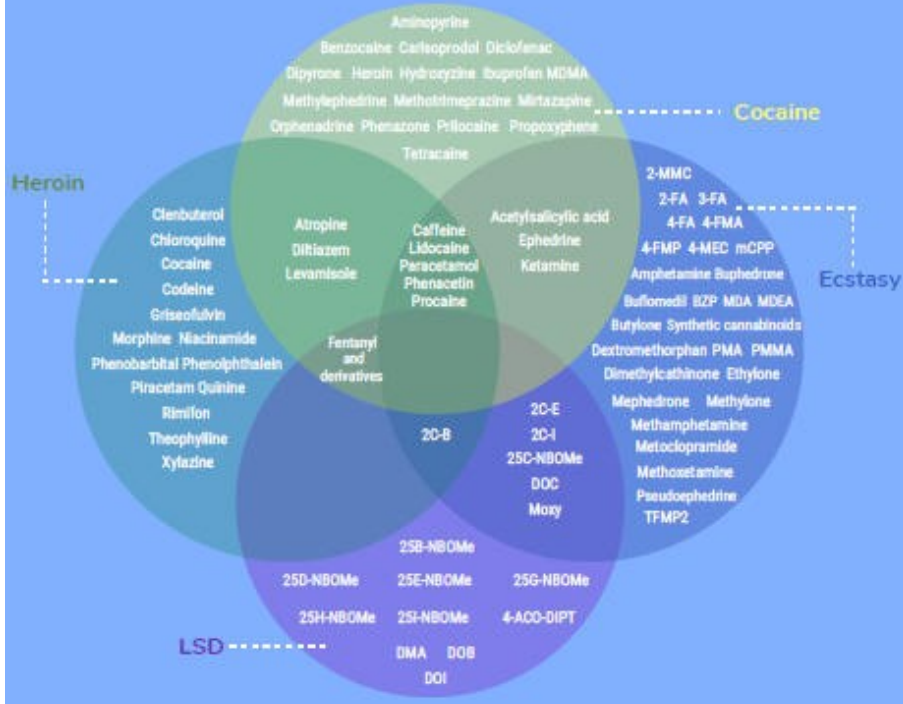 Aminopyrine
Benzocaine Carisoprodol Diclofanac
Dipyrone Heroin Hydroxyzine Ibuprofan MDMA
Methylephedrine Methotrimeprazine Mirtazapine
Orphenadrine Phenazone Prilocaine Propoxyphene
Tetracaine
Cocaine
Heroin
Clenbuterol
Chloroquine
Cocaine
Codeine
Griseofulvin
Morphine Niacinamide
Phenobarbital Phenolphthalein
Piracetam Quinine
Rimifon
Theophylline
Xylazine
Atropine
Diltiazem
Levamisole
Caffeine
Lidocaine
Paracetamol
Phenacetin
Procaine
Acetylsalicylic acid
Ephedrine
Ketamine
2-MMC
2-FA 3-FA
4-FA 4-FMA
4-FMP 4-MEC mCPP
Amphetamine Buphedrone
Buflomedil BZP MDA MDEA
Butylone Synthetic cannabinoids
Dextromethorphan PMA PMMA
Dimethylcathinone Ethylone
Mephedrone Methylone
Methamphetamine
Metoclopramide
Methoxetamine
Pseudoephedrine
TFMP2
Ecstasy
Fentanyl
and
derivatives
2C-B
2C-E
2C-I
25C-NBOMe
DOC
Moxy
25B-NBOMe
25D-NBOMe 25E-NBOMe 25G-NBOMe
25H-NBOMe 25I-NBOMe 4-ACO-DIPT
LSD
DMA DOB
DOI